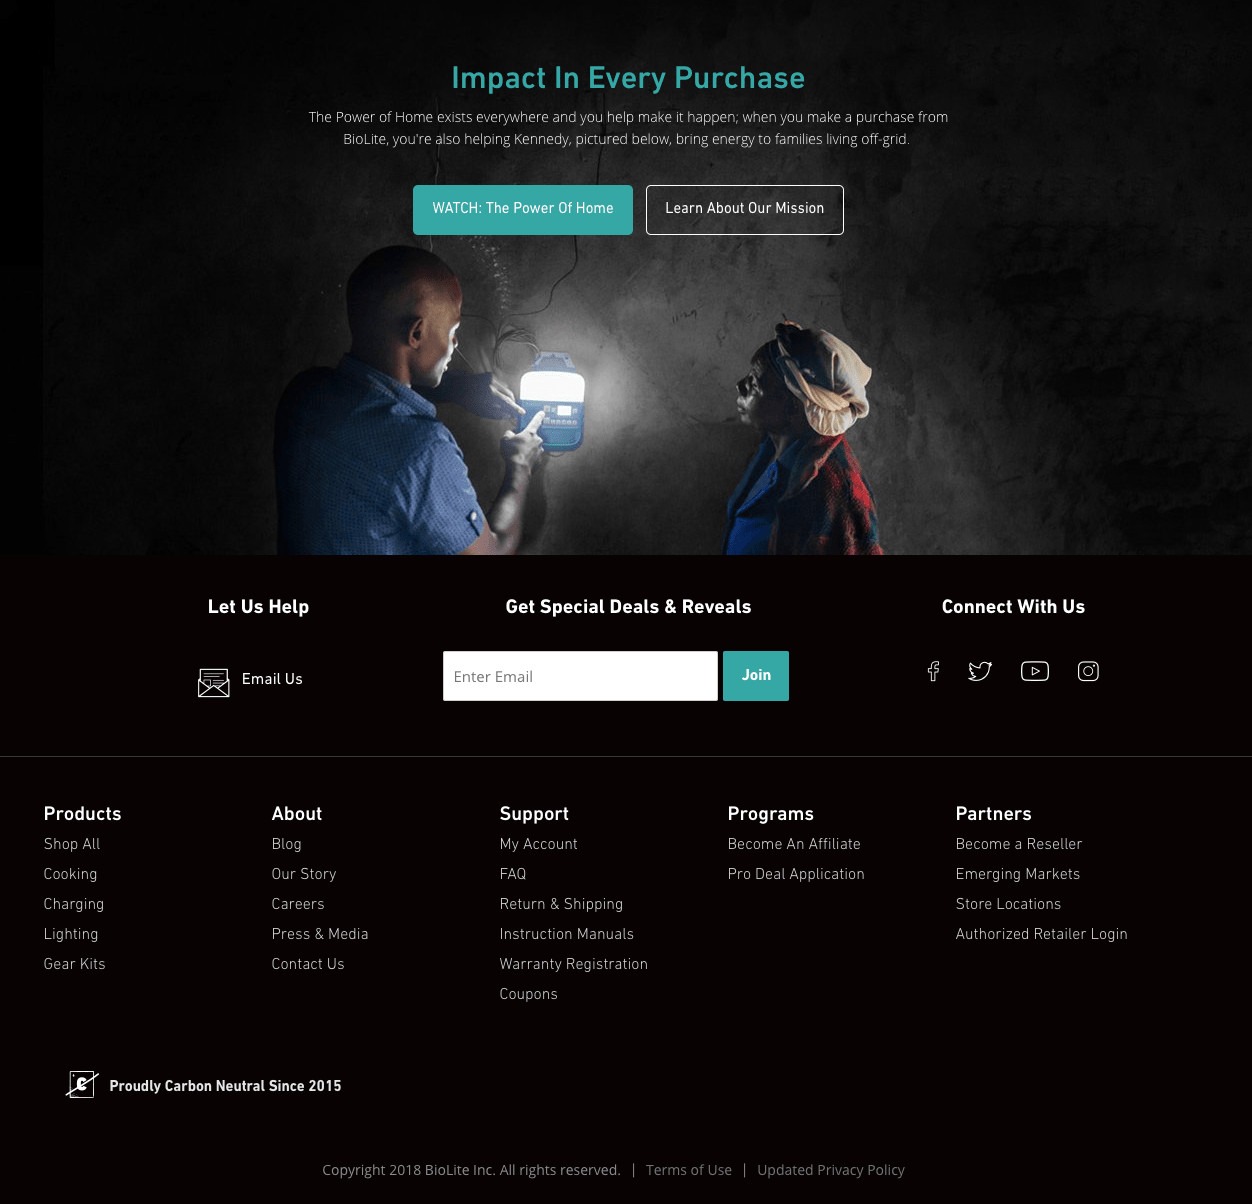 Impact In Every Purchase
The Power of Home exists everywhere and you help make it happen; when you make a purchase from
BioLite, you're also helping Kennedy, pictured below, bring energy to families living off-grid.
WATCH: The Power Of Home
Learn About Our Mission
Let Us Help
Get Special Deals & Reveals
Connect With Us
Email Us
Enter Email
Join
Products
Shop All
Cooking
Charging
Lighting
Gear Kits
About
Blog
Our Story
Careers
Press & Media
Contact Us
Support
My Account
FAQ
Return & Shipping
Instruction Manuals
Warranty Registration
Coupons
Programs
Become An Affiliate
Pro Deal Application
Partners
Become a Reseller
Emerging Markets
Store Locations
Authorized Retailer Login
Proudly Carbon Neutral Since 2015
Copyright 2018 BioLite Inc. All rights reserved. | Terms of Use | Updated Privacy Policy